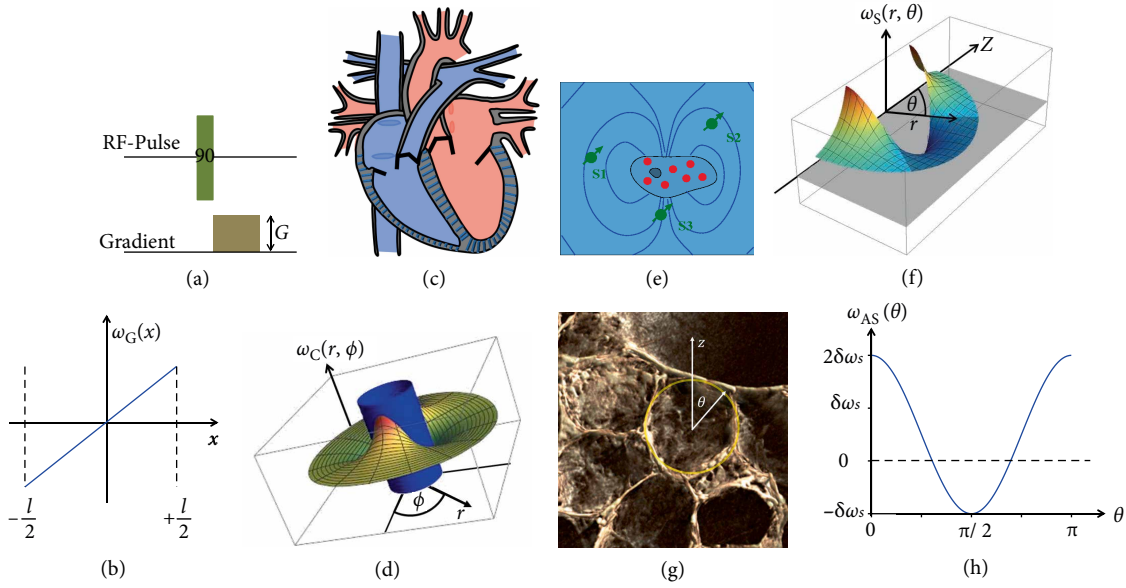 RF-Pulse
90
Gradient
G
(a)
(c)
S1
S2
S3
(e)
ω_S(r, θ)
Z
θ
r
(f)
ω_G(x)
x
−l/2
+l/2
(b)
ω_C(r, ϕ)
ϕ
r
(d)
z
θ
(g)
ω_AS(θ)
2δω_s
δω_s
0
−δω_s
0
π/ 2
π
θ
(h)